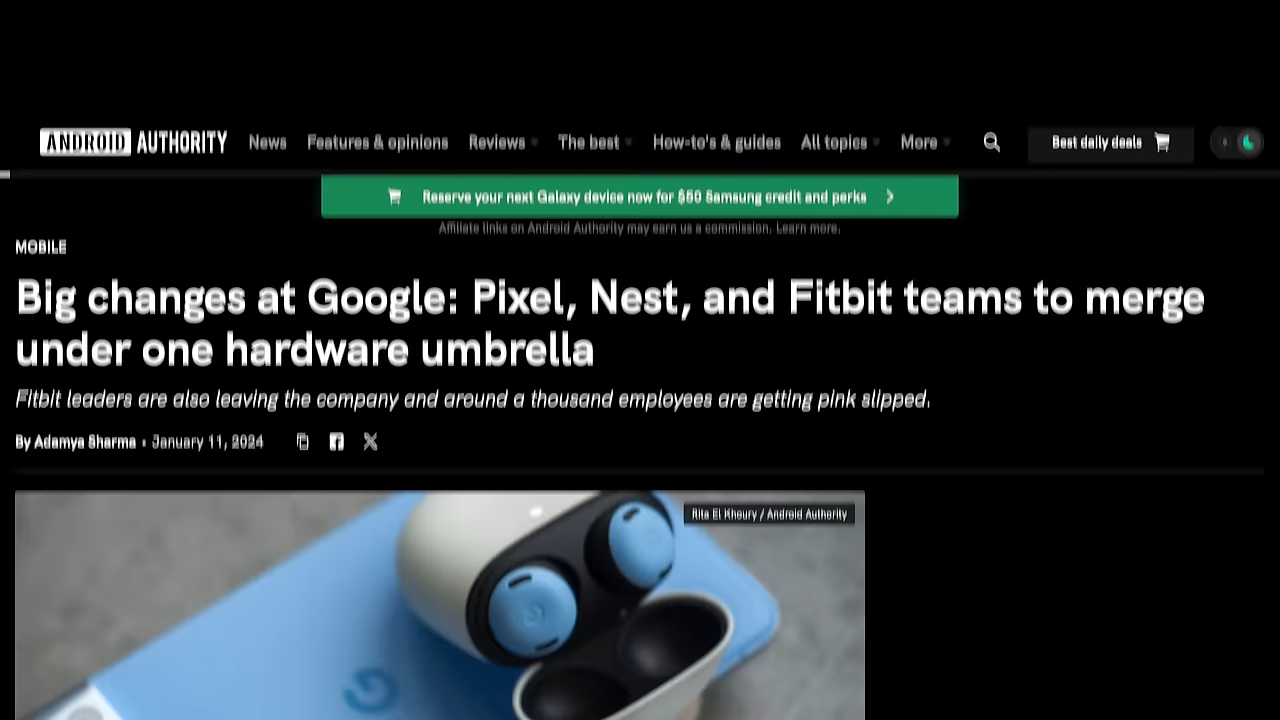 ANDROID AUTHORITY News Features & opinions Reviews The best How-to's & guides All topics More Best daily deals
Reserve your next Galaxy device now for $50 Samsung credit and perks
Affiliate links on Android Authority may earn us a commission. Learn more.
MOBILE
Big changes at Google: Pixel, Nest, and Fitbit teams to merge
under one hardware umbrella
Fitbit leaders are also leaving the company and around a thousand employees are getting pink slipped.
By Adamya Sharma • January 11, 2024
Rita El Khoury / Android Authority
G